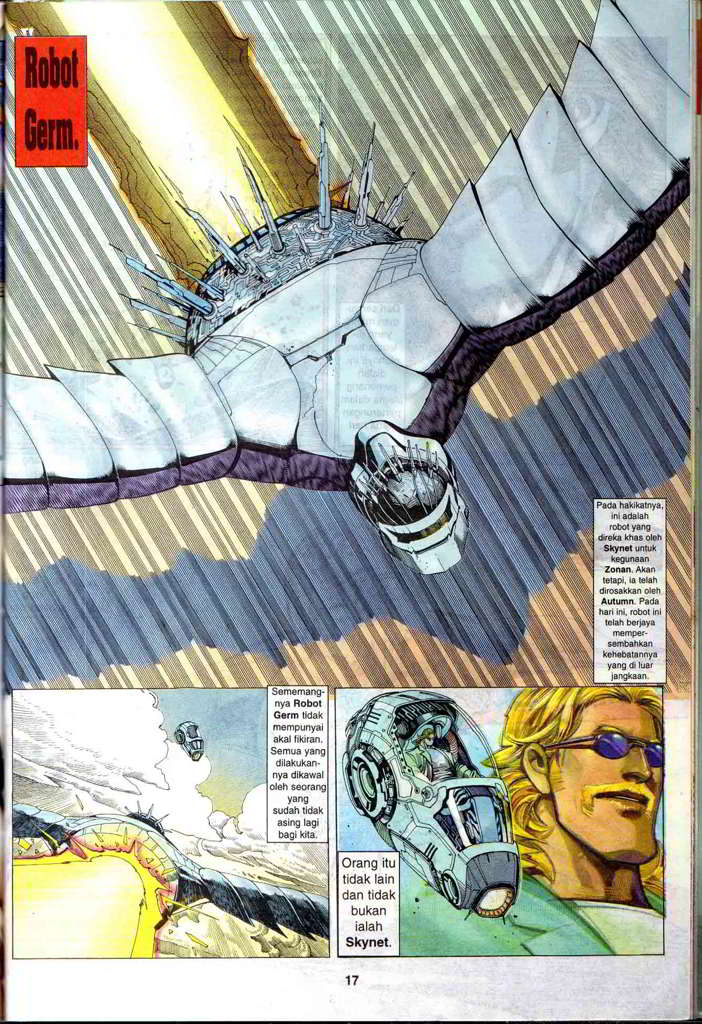 Robot
Germ.
Pada hakikatnya,
ini adalah
robot yang
direka khas oleh
Skynet untuk
kegunaan
Zonan. Akan
tetapi, ia telah
dirosakkan oleh
Autumn. Pada
hari ini, robot ini
telah berjaya
memper-
sembahkan
kehebatannya
yang di luar
jangkaan.
Sememang-
nya Robot
Germ tidak
mempunyai
akal fikiran.
Semua yang
dilakukan-
nya dikawal
oleh seorang
yang
sudah tidak
asing lagi
bagi kita.
Orang itu
tidak lain
dan tidak
bukan
ialah
Skynet.
17